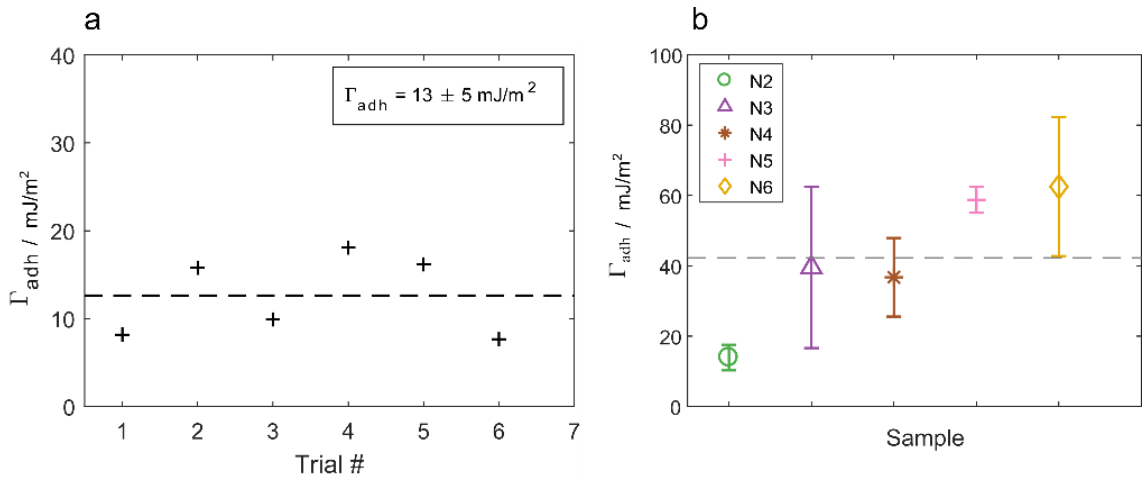 a
40
30
20
10
0
Γadh / mJ/m²
Γadh = 13 ± 5 mJ/m²
1 2 3 4 5 6 7
Trial #
b
100
80
60
40
20
0
Γadh / mJ/m²
N2
N3
N4
N5
N6
Sample